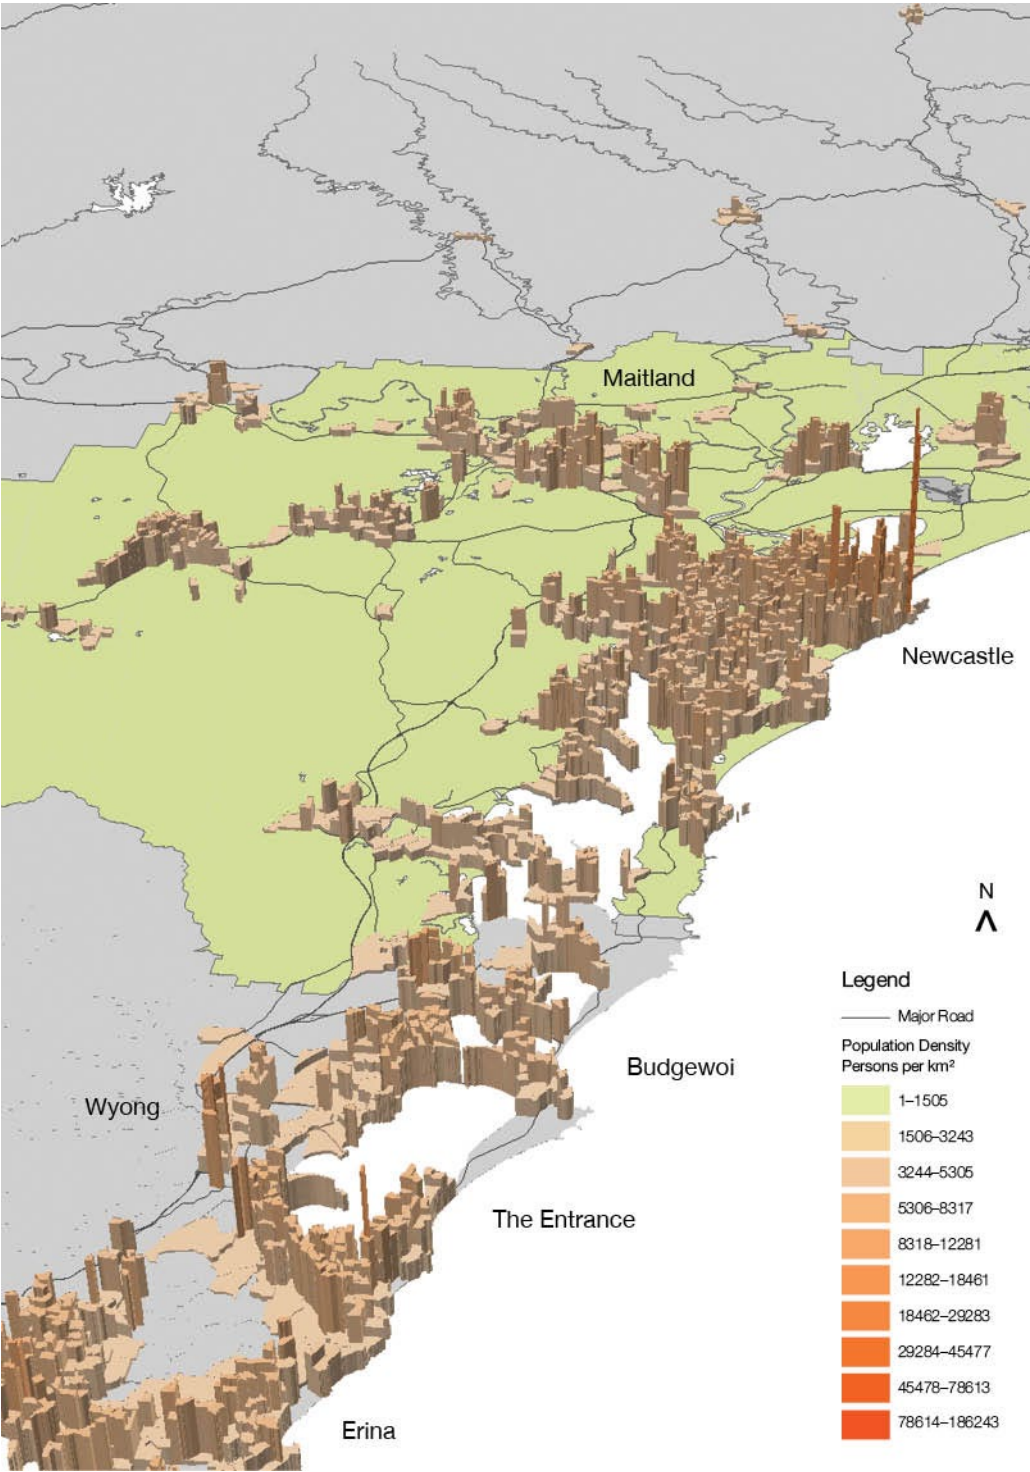 Maitland
Newcastle
N
Legend
Major Road
Population Density
Persons per km²
Budgewoi
1–1505
Wyong
1506–3243
3244–5305
5306–8317
The Entrance
8318–12281
12282–18461
18462–29283
29284–45477
45478–78613
78614–186243
Erina